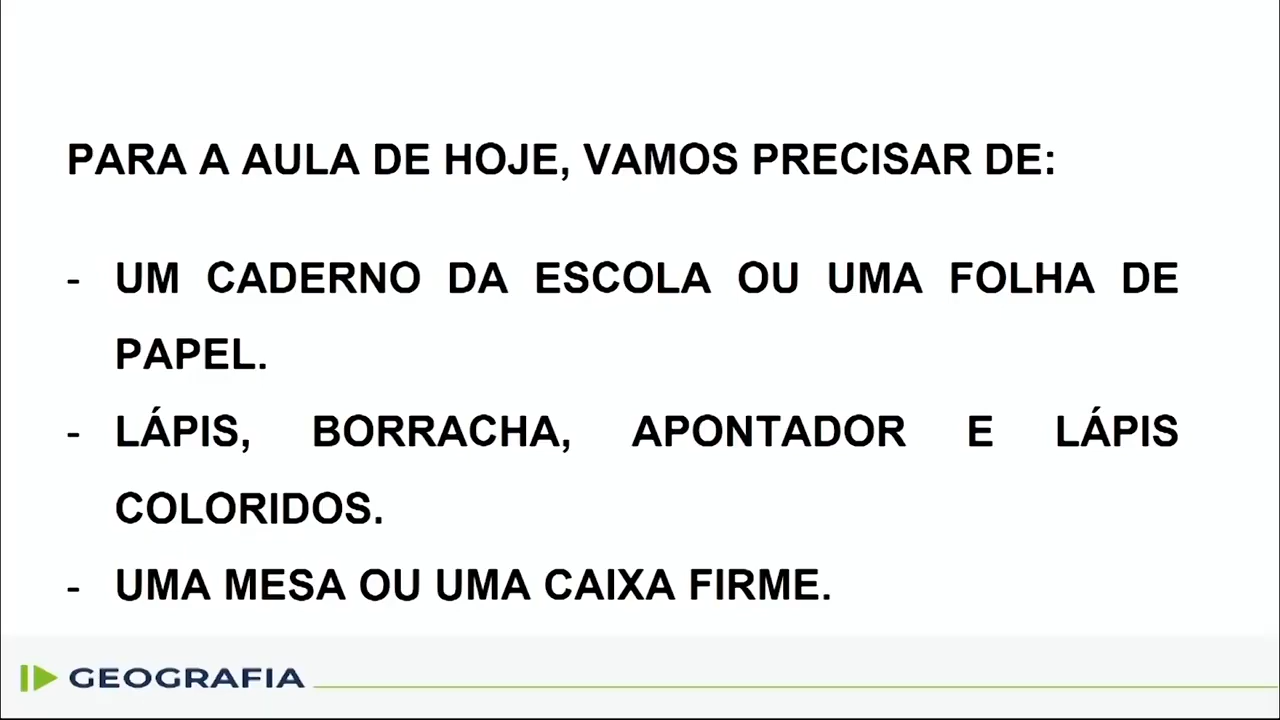 PARA A AULA DE HOJE, VAMOS PRECISAR DE:
- UM CADERNO DA ESCOLA OU UMA FOLHA DE
PAPEL.
- LÁPIS, BORRACHA, APONTADOR E LÁPIS
COLORIDOS.
- UMA MESA OU UMA CAIXA FIRME.
GEOGRAFIA